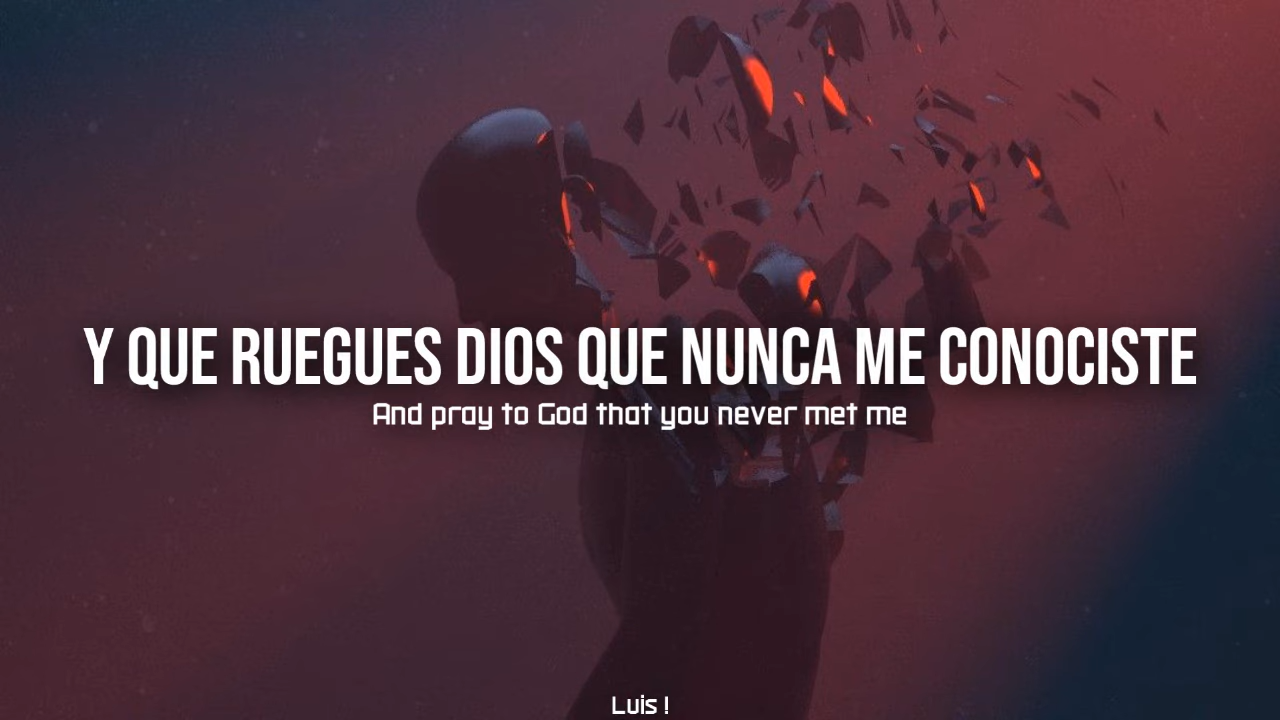 Y QUE RUEGUES DIOS QUE NUNCA ME CONOCISTE
And pray to God that you never met me
Luis !